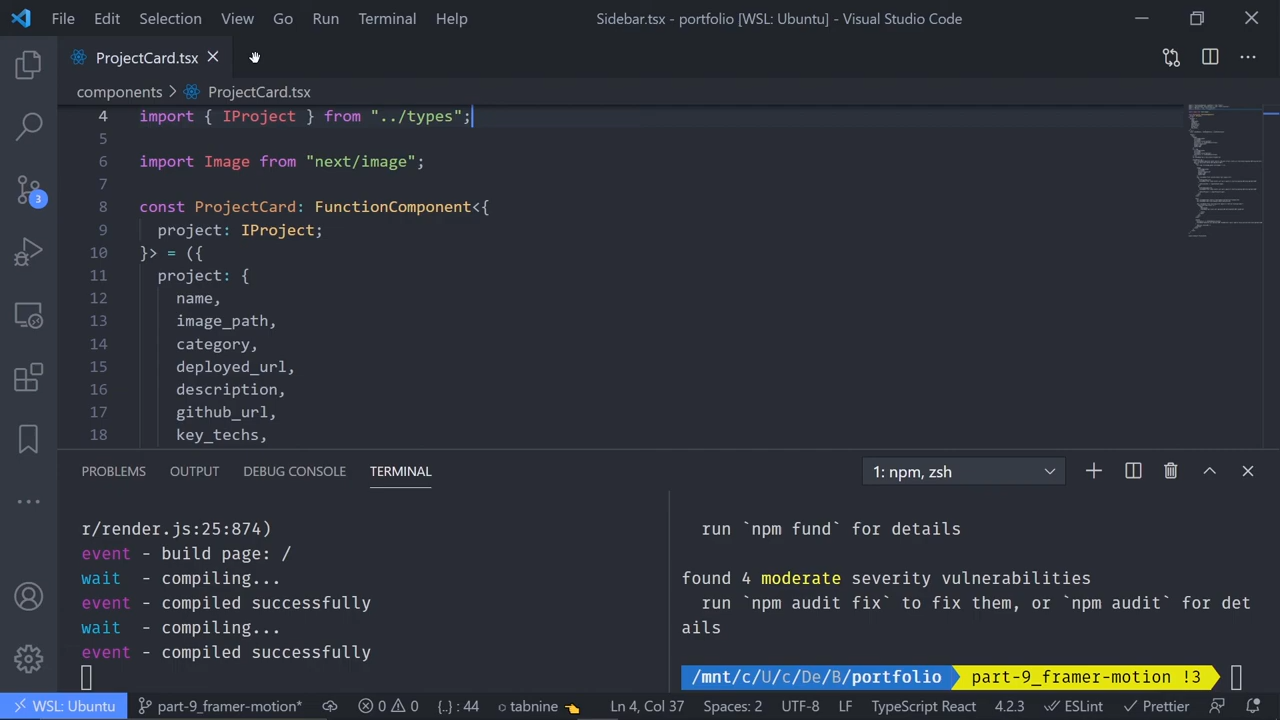 File Edit Selection View Go Run Terminal Help Sidebar.tsx - portfolio [WSL: Ubuntu] - Visual Studio Code
ProjectCard.tsx
components ProjectCard.tsx
4 import { IProject } from "../types";
5
6 import Image from "next/image";
7
8 const ProjectCard: FunctionComponent<{
9 project: IProject;
10 }> = ({
11 project: {
12 name,
13 image_path,
14 category,
15 deployed_url,
16 description,
17 github_url,
18 key_techs,
3
PROBLEMS OUTPUT DEBUG CONSOLE TERMINAL 1: npm, zsh
r/render.js:25:874)
event - build page: /
wait - compiling...
event - compiled successfully
wait - compiling...
event - compiled successfully
run `npm fund` for details
found 4 moderate severity vulnerabilities
run `npm audit fix` to fix them, or `npm audit` for det
ails
/mnt/c/U/c/De/B/portfolio part-9_framer-motion !3
WSL: Ubuntu part-9_framer-motion* 0 0 {..} : 44 tabnine Ln 4, Col 37 Spaces: 2 UTF-8 LF TypeScript React 4.2.3 ESLint Prettier